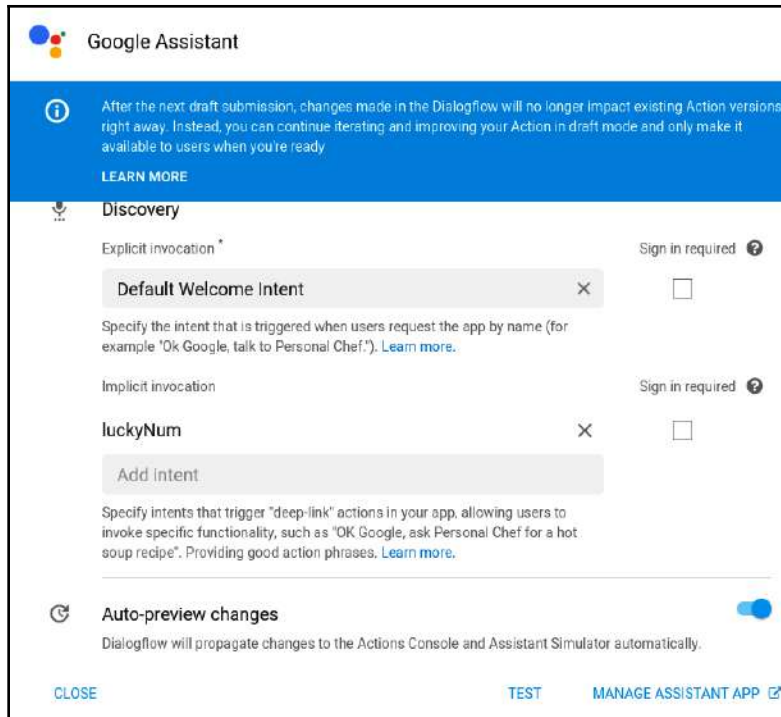 Google Assistant
After the next draft submission, changes made in the Dialogflow will no longer impact existing Action versions
right away. Instead, you can continue iterating and improving your Action in draft mode and only make it
available to users when you're ready
LEARN MORE
Discovery
Explicit invocation * Sign in required ?
Default Welcome Intent ×
Specify the intent that is triggered when users request the app by name (for
example "Ok Google, talk to Personal Chef."). Learn more.
Implicit invocation Sign in required ?
luckyNum ×
Add intent
Specify intents that trigger "deep-link" actions in your app, allowing users to
invoke specific functionality, such as "OK Google, ask Personal Chef for a hot
soup recipe". Providing good action phrases. Learn more.
Auto-preview changes
Dialogflow will propagate changes to the Actions Console and Assistant Simulator automatically.
CLOSE TEST MANAGE ASSISTANT APP